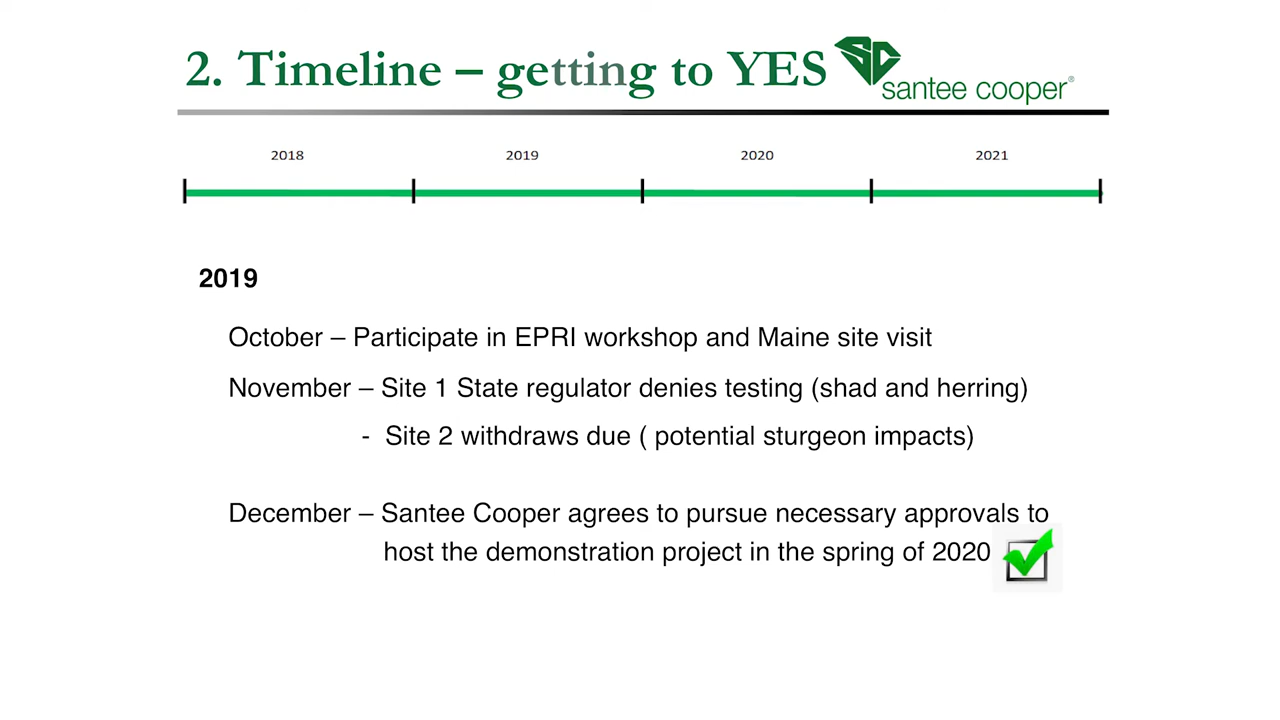 2. Timeline – getting to YES
SC
santee cooper®
2018 2019 2020 2021
2019
October – Participate in EPRI workshop and Maine site visit
November – Site 1 State regulator denies testing (shad and herring)
- Site 2 withdraws due ( potential sturgeon impacts)
December – Santee Cooper agrees to pursue necessary approvals to
host the demonstration project in the spring of 2020